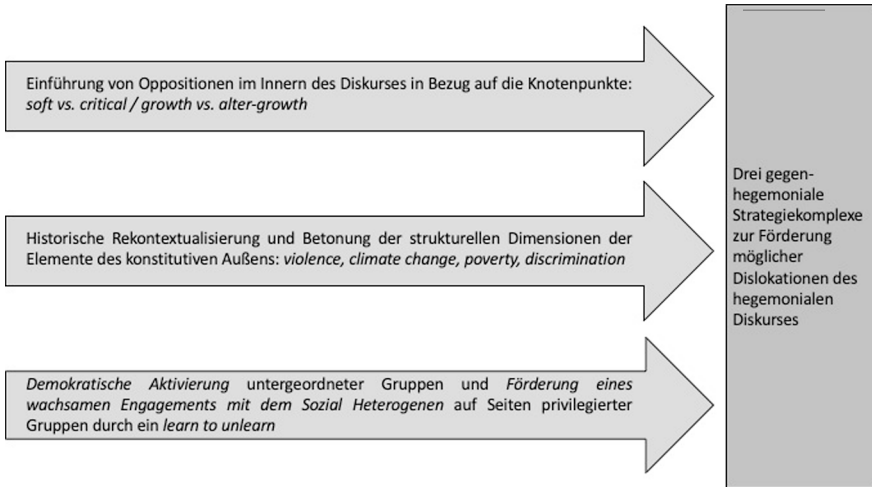 Einführung von Oppositionen im Innern des Diskurses in Bezug auf die Knotenpunkte:
soft vs. critical / growth vs. alter-growth
Historische Rekontextualisierung und Betonung der strukturellen Dimensionen der
Elemente des konstitutiven Außens: violence, climate change, poverty, discrimination
Demokratische Aktivierung untergeordneter Gruppen und Förderung eines
wachsamen Engagements mit dem Sozial Heterogenen auf Seiten privilegierter
Gruppen durch ein learn to unlearn
Drei gegen-
hegemoniale
Strategiekomplexe
zur Förderung
möglicher
Dislokationen des
hegemonialen
Diskurses